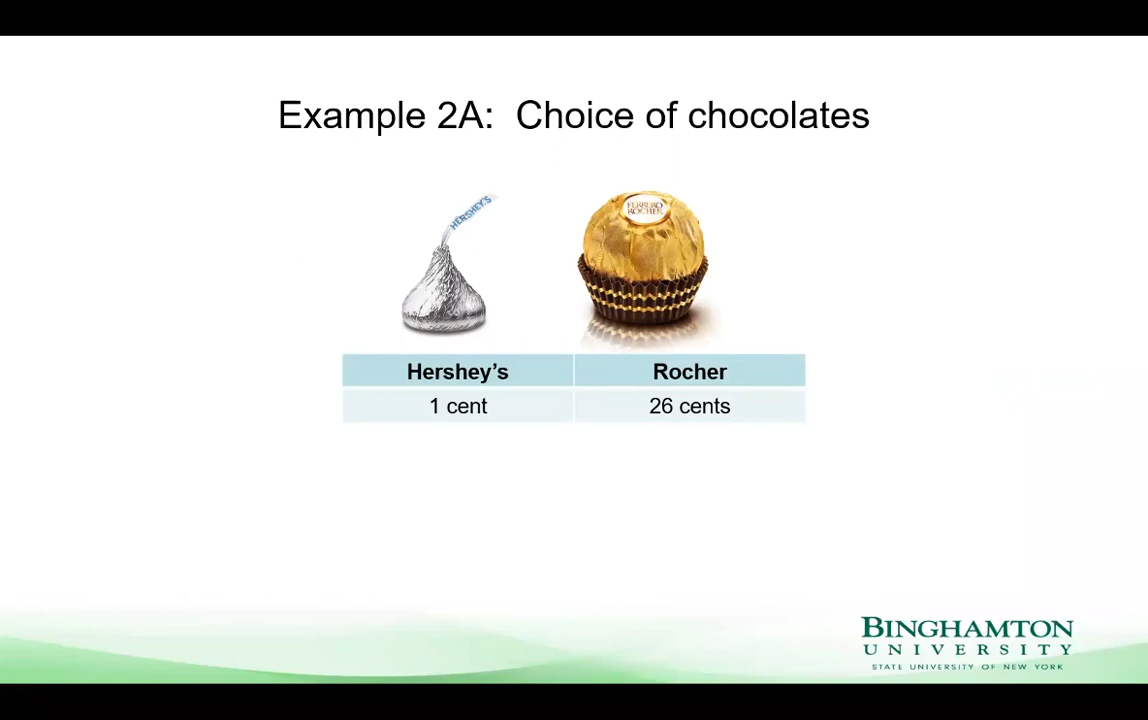 Example 2A:  Choice of chocolates
HERSHEY'S
FERRERO
ROCHER
Hershey’s Rocher
1 cent 26 cents
BINGHAMTON
UNIVERSITY
STATE UNIVERSITY OF NEW YORK